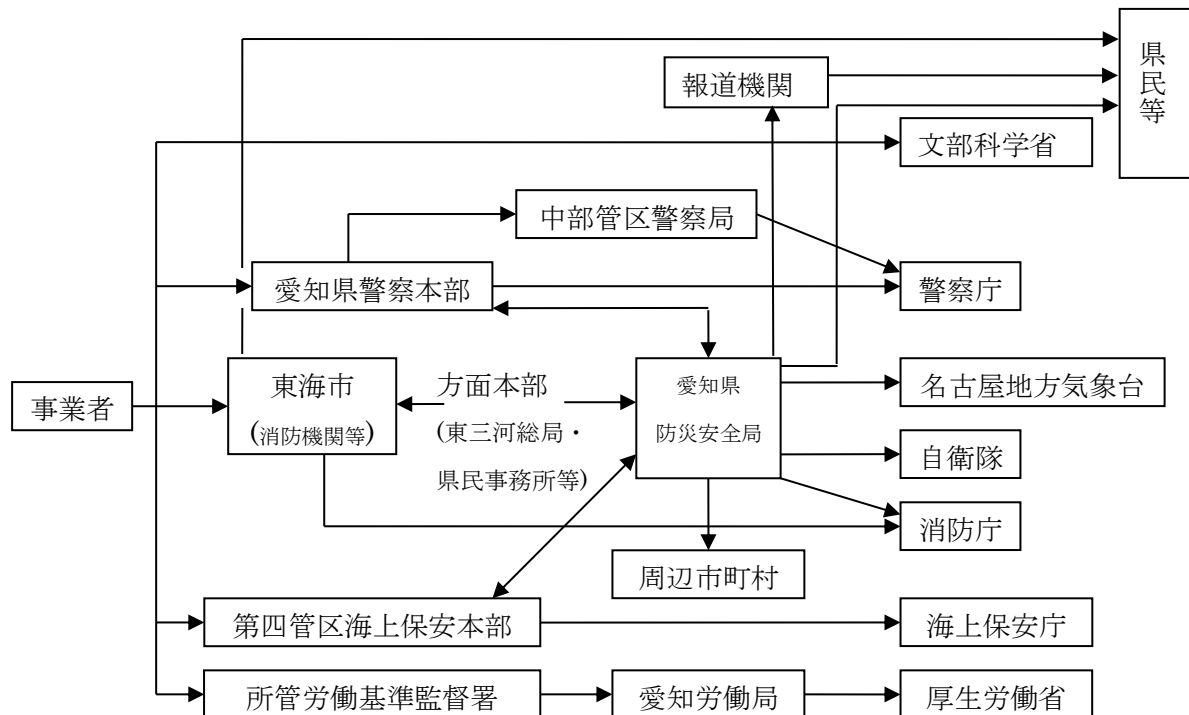 県民等
報道機関
文部科学省
中部管区警察局
愛知県警察本部
警察庁
事業者
東海市
(消防機関等)
方面本部
(東三河総局・
県民事務所等)
愛知県
防災安全局
名古屋地方気象台
自衛隊
消防庁
周辺市町村
第四管区海上保安本部
海上保安庁
所管労働基準監督署
愛知労働局
厚生労働省